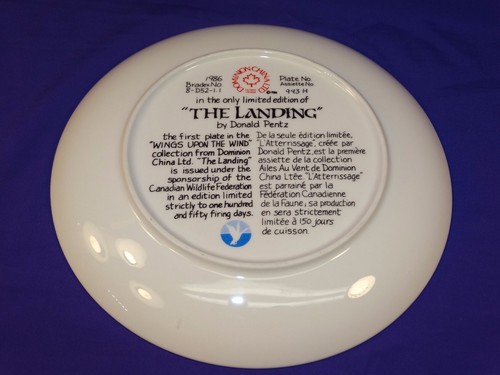 1986
Bradex No
8-D52-1.1
DOMINION CHINA LTD
Plate No.
Assiette No.
943 H
in the only limited edition of
"THE LANDING"
by Donald Pentz
the first plate in the
"WINGS UPON THE WIND"
collection from Dominion
China Ltd. "The Landing"
is issued under the
sponsorship of the
Canadian Wildlife Federation
in an edition limited
strictly to one hundred
and fifty firing days.
De la seule édition limitée,
"L'Atterrissage", créée par
Donald Pentz, est la première
assiette de la collection
Ailes Au Vent de Dominion
China Ltée. "L'Atterrissage"
est parrainé par la
Fédération Canadienne
de la Faune, sa production
en sera strictement
limitée à 150 jours
de cuisson.